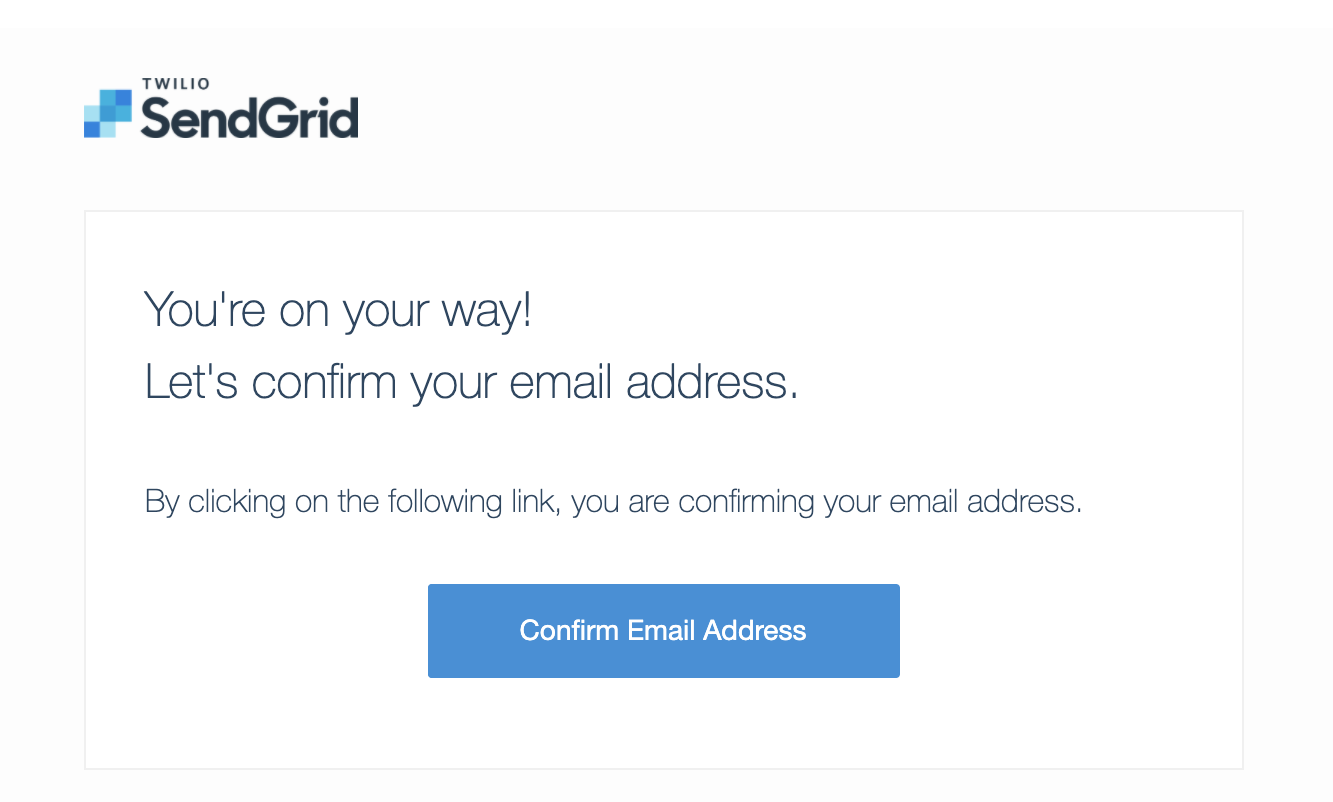 TWILIO
SendGrid
You're on your way!
Let's confirm your email address.
By clicking on the following link, you are confirming your email address.
Confirm Email Address